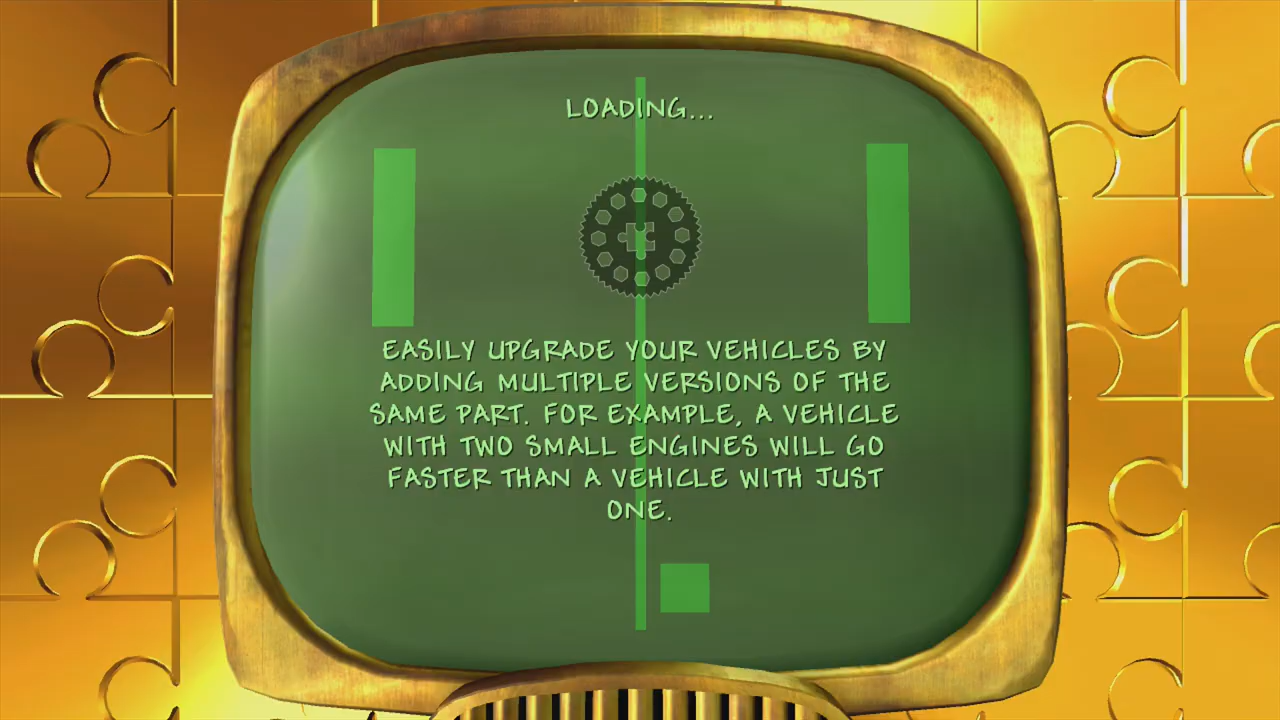 LOADING...
EASILY UPGRADE YOUR VEHICLES BY
ADDING MULTIPLE VERSIONS OF THE
SAME PART. FOR EXAMPLE, A VEHICLE
WITH TWO SMALL ENGINES WILL GO
FASTER THAN A VEHICLE WITH JUST
ONE.